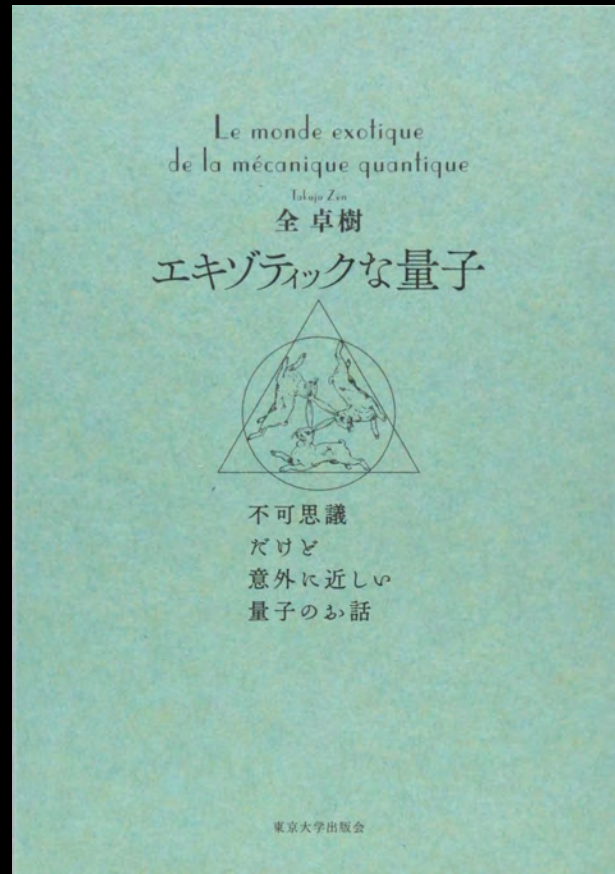 Le monde exotique
de la mécanique quantique
Takuju Zen
全 卓樹
エキゾティックな量子
不可思議
だけど
意外に近しい
量子のお話
東京大学出版会